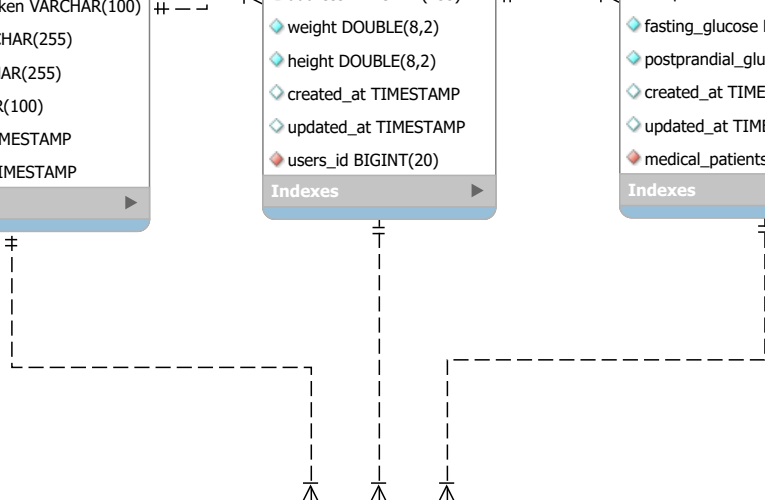 ken VARCHAR(100)
CHAR(255)
AR(255)
R(100)
MESTAMP
IMESTAMP
weight DOUBLE(8,2)
height DOUBLE(8,2)
created_at TIMESTAMP
updated_at TIMESTAMP
users_id BIGINT(20)
Indexes
fasting_glucose
postprandial_glu
created_at TIME
updated_at TIM
medical_patients
Indexes